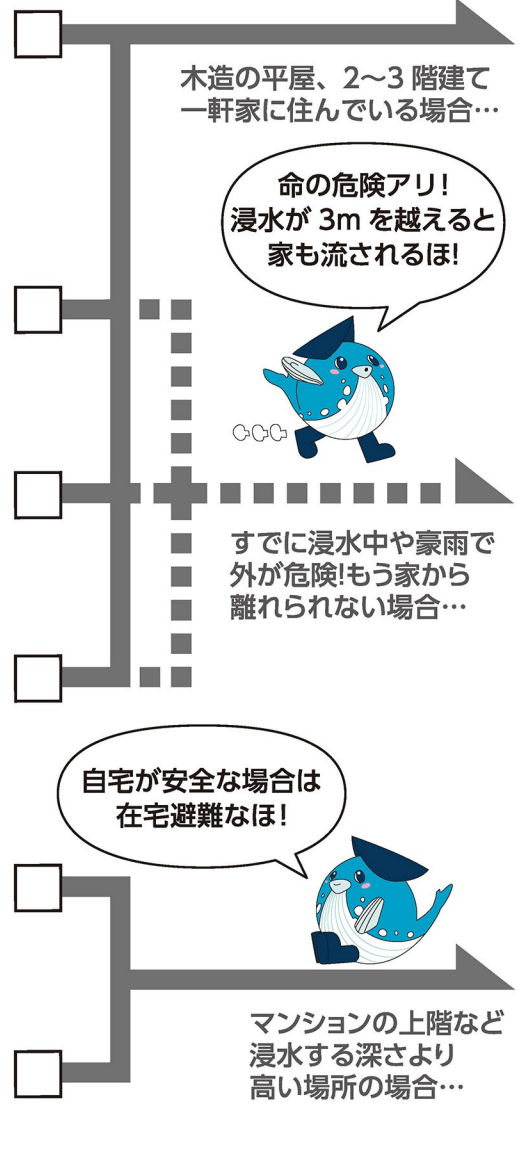 木造の平屋、2～3階建て
一軒家に住んでいる場合…
命の危険アリ!
浸水が 3m を越えると
家も流されるほ!
すでに浸水中や豪雨で
外が危険!もう家から
離れられない場合…
自宅が安全な場合は
在宅避難なほ!
マンションの上階など
浸水する深さより
高い場所の場合…